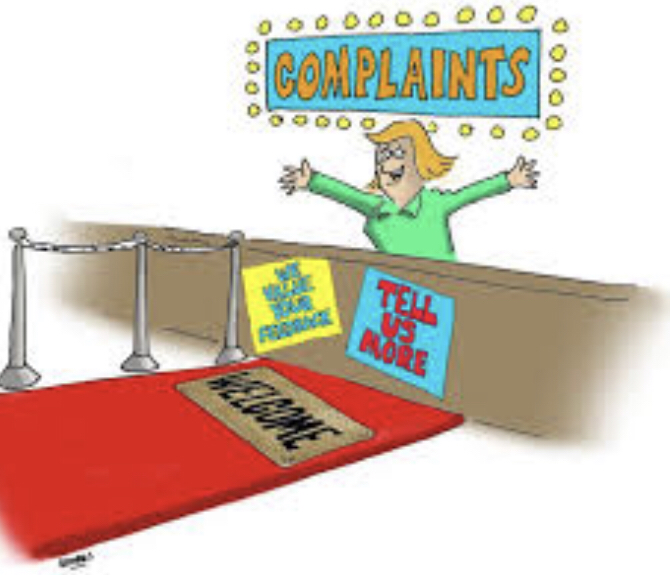 COMPLAINTS
WE
VALUE
YOUR
FEEDBACK
TELL
US
MORE
WELCOME